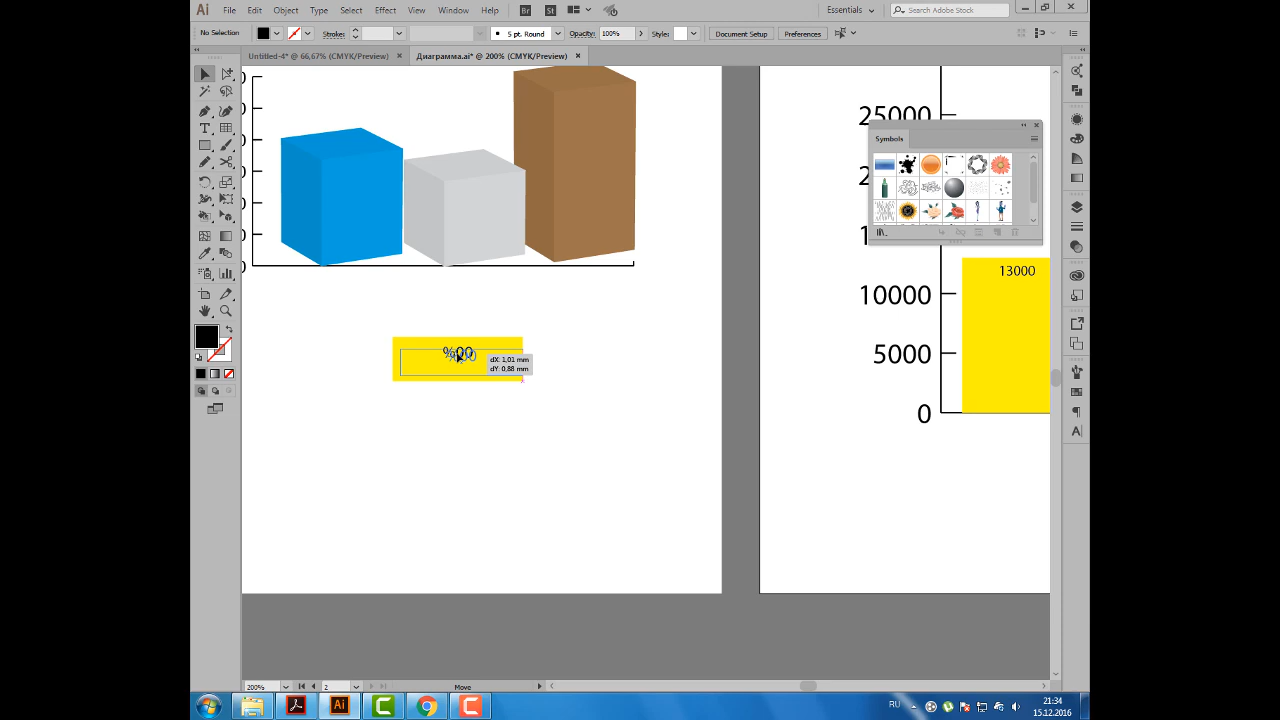 Ai File Edit Object Type Select Effect View Window Help Br St Essentials Search Adobe Stock
No Selection Stroke: 5 pt. Round Opacity: 100% Style: Document Setup Preferences
Untitled-4* @ 66,67% (CMYK/Preview) × Диаграмма.ai* @ 200% (CMYK/Preview) ×
25000
Symbols
13000
10000
5000
0
%00
dX: 1,01 mm
dY: 0,88 mm
200% 2 Move
Ai RU 21:34
15.12.2016